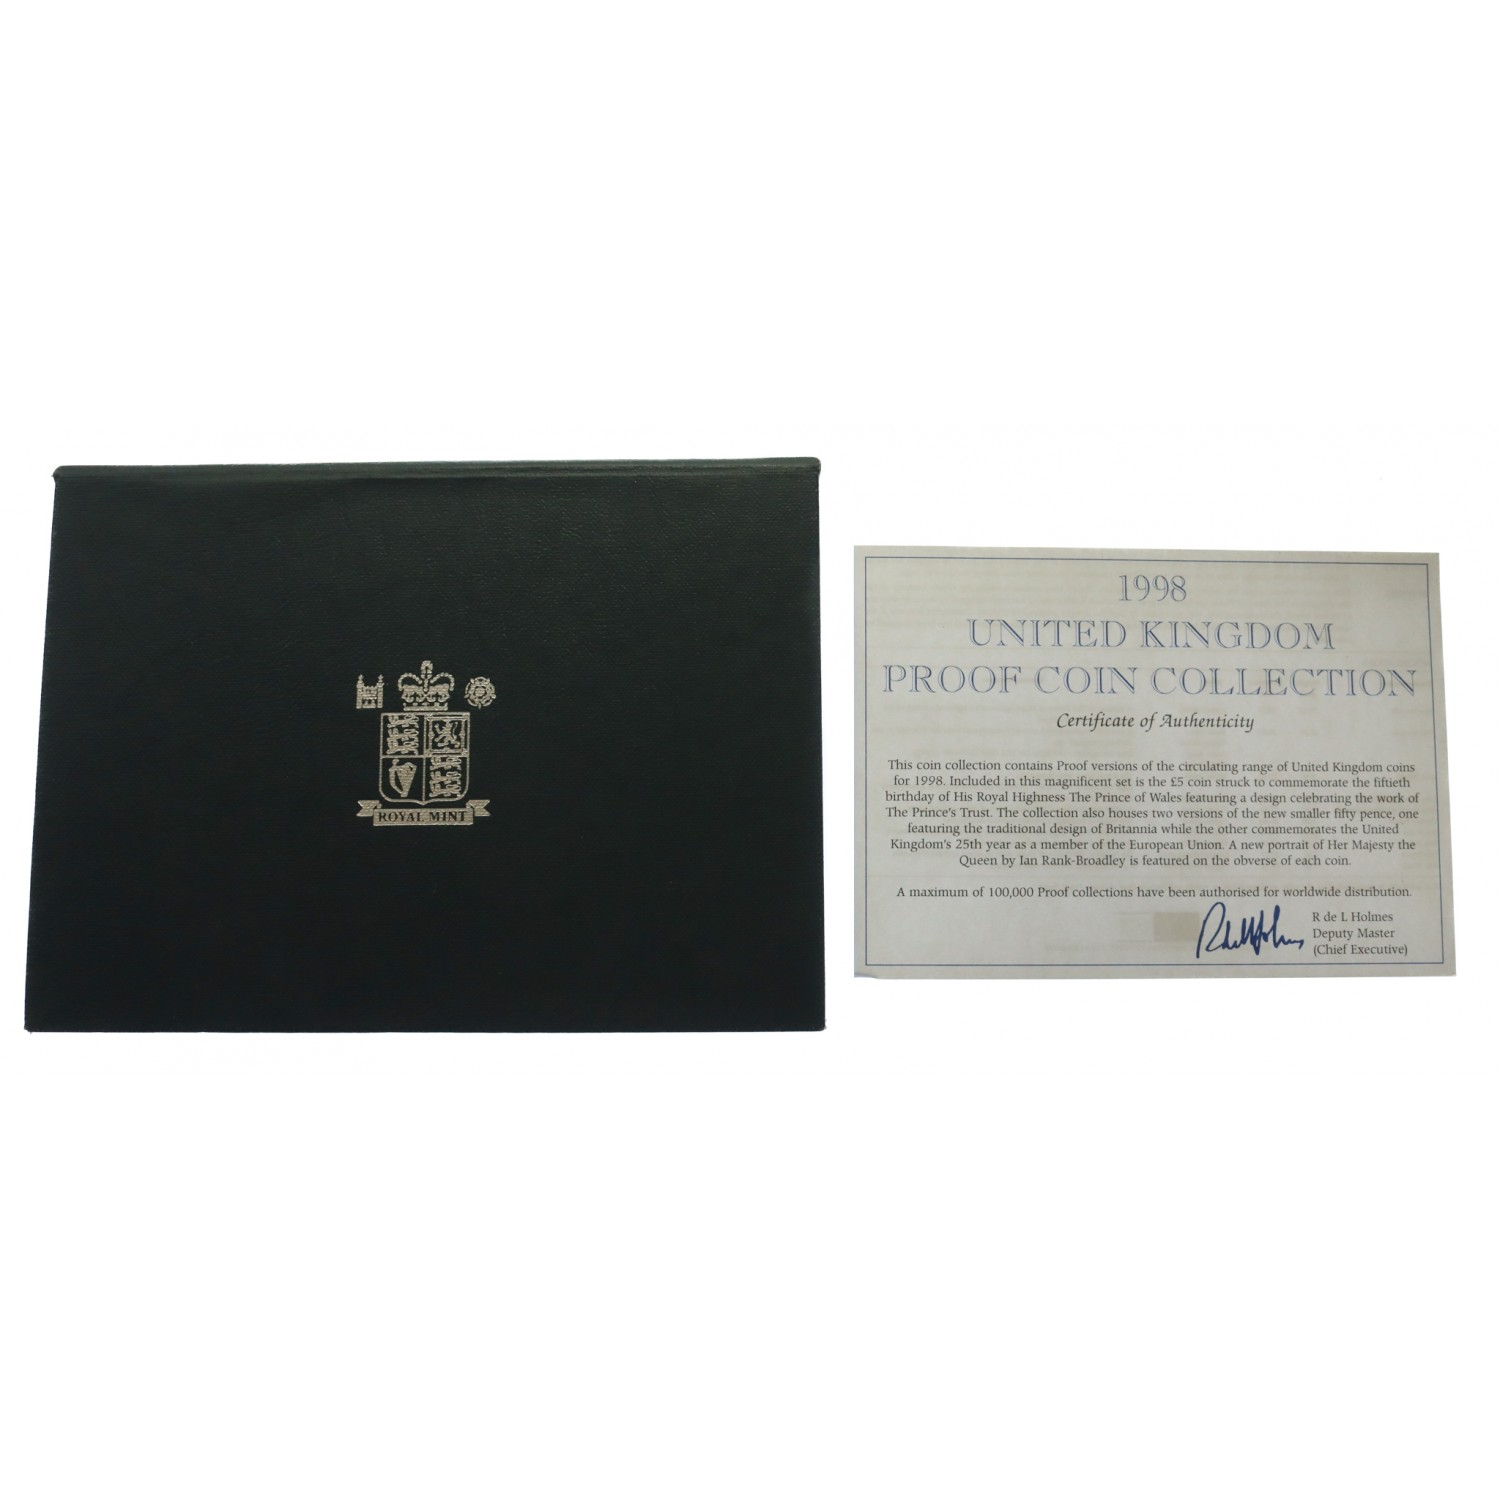 ROYAL MINT
1998
UNITED KINGDOM
PROOF COIN COLLECTION
Certificate of Authenticity
This coin collection contains Proof versions of the circulating range of United Kingdom coins
for 1998. Included in this magnificent set is the £5 coin struck to commemorate the fiftieth
birthday of His Royal Highness The Prince of Wales featuring a design celebrating the work of
The Prince's Trust. The collection also houses two versions of the new smaller fifty pence, one
featuring the traditional design of Britannia while the other commemorates the United
Kingdom's 25th year as a member of the European Union. A new portrait of Her Majesty the
Queen by Ian Rank-Broadley is featured on the obverse of each coin.
A maximum of 100,000 Proof collections have been authorised for worldwide distribution.
R de L Holmes
Deputy Master
(Chief Executive)